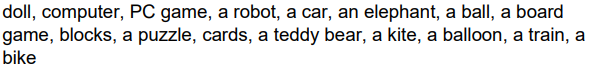 doll, computer, PC game, a robot, a car, an elephant, a ball, a board
game, blocks, a puzzle, cards, a teddy bear, a kite, a balloon, a train, a
bike